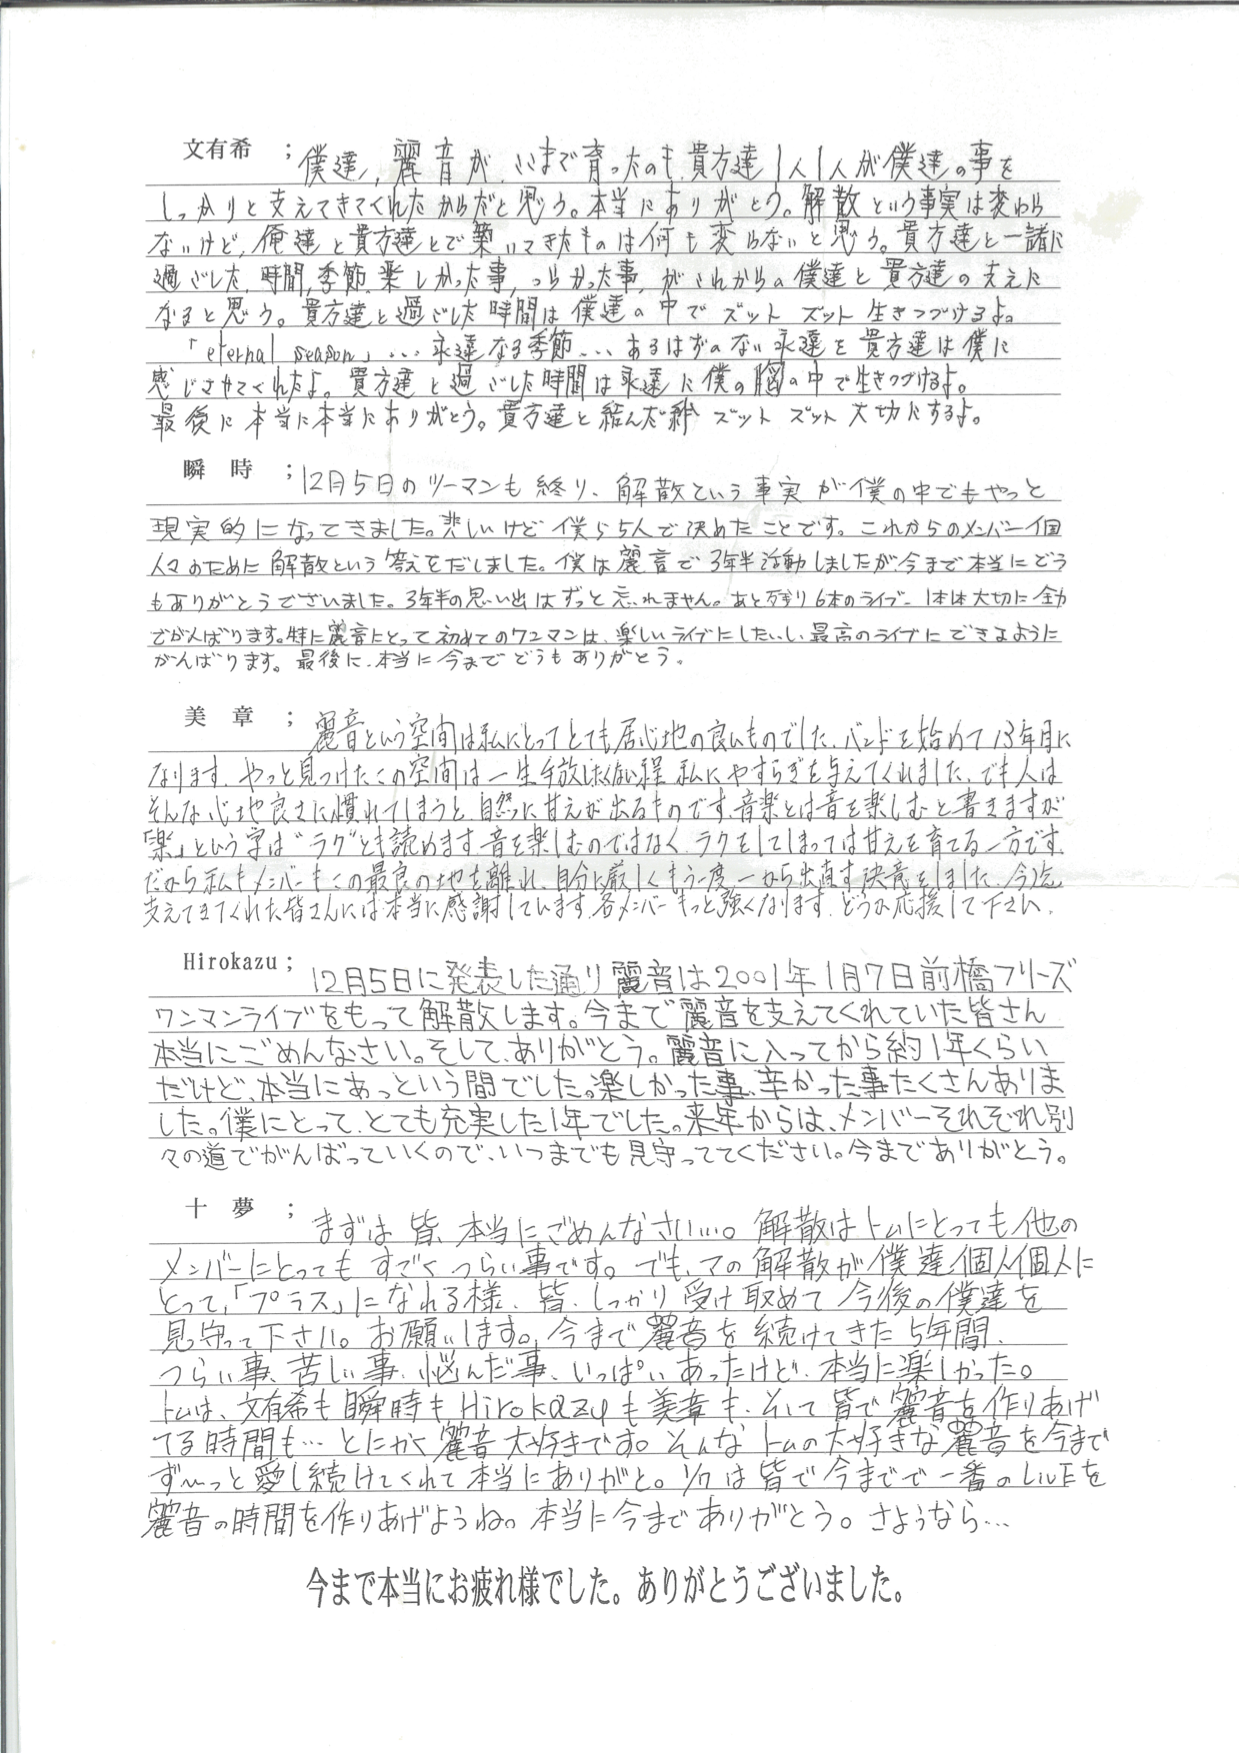 文有希 ; 僕達、麗音が、ここまで育ったのも、貴方達1人1人が僕達の事を
しっかりと支えてきてくれたからだと思う。本当にありがとう。解散という事実は変わら
ないけど、俺達と貴方達とで築いてきたものは何も変らないと思う。貴方達と一諸に
過ごした、時間、季節、楽しかった事、つらかった事、がこれからの僕達と貴方達の支えに
なると思う。貴方達と過ごした時間は僕達の中でズットズット生きつづけるよ。
「eternal season」…永遠なる季節…あるはずのない永遠を貴方達は僕に
感じさせてくれたよ。貴方達と過ごした時間は永遠に僕の胸の中で生きつづけるよ。
最後に本当に本当にありがとう。貴方達と結んだ絆ズットズット大切にするよ。
瞬時 ; 12月5日のツーマンも終り、解散という事実が僕の中でもやっと
現実的になってきました。悲しいけど僕ら5人で決めたことです。これからのメンバー個
人々のために解散という答えをだしました。僕は麗音で3年半活動しましたが、今まで本当にどう
もありがとうございました。3年半の思い出はずっと忘れません。あと残り6本のライブ、1本1本大切に全力
でがんばります。特に麗音にとって初めてのワンマンは、楽しいライブにしたいし、最高のライブにできるように
がんばります。最後に、本当に今までどうもありがとう。
美章 ; 麗音という空間は私にとってとても居心地の良いものでした、バンドを始めて13年目に
なります、やっと見つけたこの空間は一生手放したくない程私にやすらぎを与えてくれました、でも人は
そんな心地良さに慣れてしまうと、自然に甘えが出るものです、音楽とは音を楽しむと書きますが
「楽」という字は"ラク"とも読めます、音を楽しむのではなく、ラクをしてしまっては甘えを育てる一方です、
だから私もメンバーもこの最良の地を離れ、自分に厳しくもう一度、一から出直す決意をしました、今迄
支えてきてくれた皆さんには本当に感謝しています、各メンバーもっと強くなります、どうか応援して下さい、
Hirokazu ; 12月5日に発表した通り麗音は2001年1月7日前橋フリーズ
ワンマンライブをもって解散します。今まで麗音を支えてくれていた皆さん
本当にごめんなさい。そして、ありがとう。麗音に入ってから約1年くらい
だけど、本当にあっという間でした。楽しかった事、辛かった事たくさんありま
した。僕にとって、とても充実した1年でした。来年からは、メンバーそれぞれ別
々の道でがんばっていくので、いつまでも見守っててください。今までありがとう。
十夢 ; まずは皆、本当にごめんなさい…。解散はトムにとっても他の
メンバーにとってもすごくつらい事です。でも、この解散が僕達個人個人に
とって、「プラス」になれる様、皆、しっかり受け取めて今後の僕達を
見守って下さい。お願いします。今まで麗音を続けてきた5年間、
つらい事、苦しい事、悩んだ事、いっぱいあったけど、本当に楽しかった。
トムは、文有希も瞬時もHirokazuも美章も、そして皆で麗音を作りあげ
てる時間も…とにかく麗音大好きです。そんなトムの大好きな麗音を今まで
ず〜っと愛し続けてくれて本当にありがと。1/7は皆で今までで一番のLIVEを
麗音の時間を作りあげようね。本当に今までありがとう。さようなら…
今まで本当にお疲れ様でした。ありがとうございました。